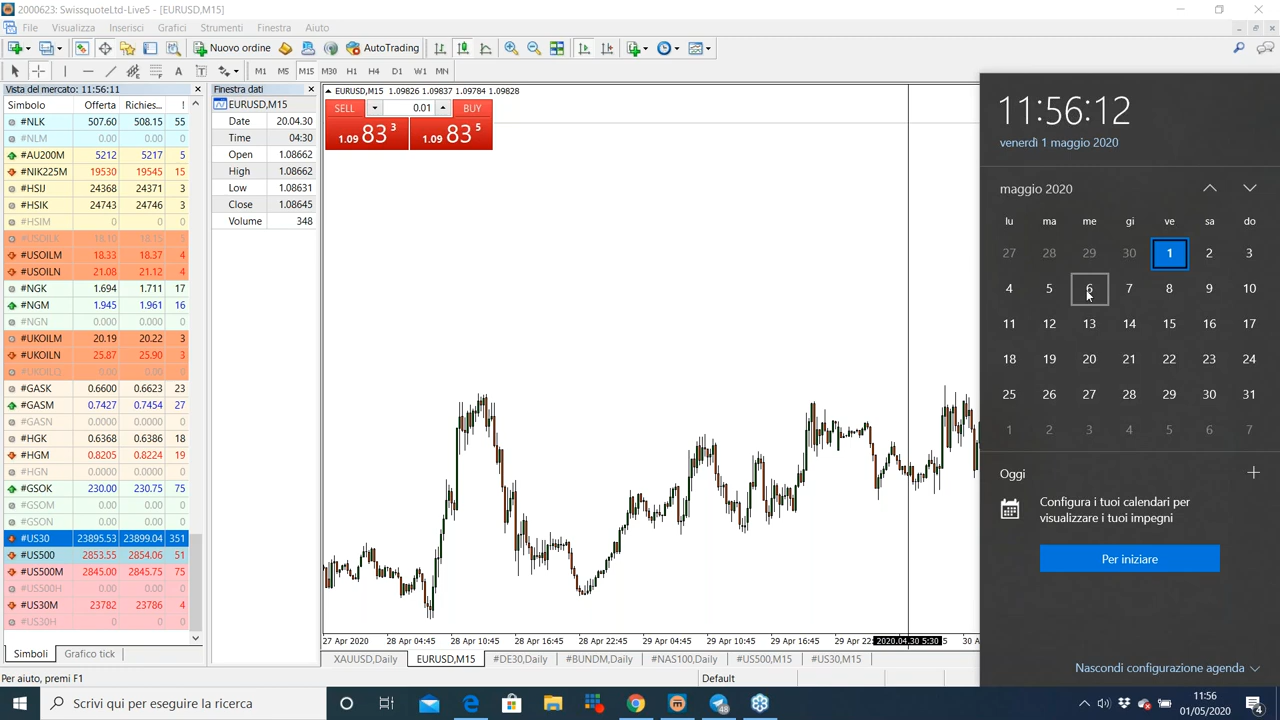 2000623: SwissquoteLtd-Live5 - [EURUSD,M15]
File Visualizza Inserisci Grafici Strumenti Finestra Aiuto
Nuovo ordine AutoTrading
A T M1 M5 M15 M30 H1 H4 D1 W1 MN
Vista del mercato: 11:56:11
Simbolo Offerta Richies... !
#NLK 507.60 508.15 55
#NLM 0.00 0.00 0
#AU200M 5212 5217 5
#NIK225M 19530 19545 15
#HSIJ 24368 24371 3
#HSIK 24743 24746 3
#HSIM 0 0 0
#USOILK 18.10 18.15
#USOILM 18.33 18.37 4
#USOILN 21.08 21.12 4
#NGK 1.694 1.711 17
#NGM 1.945 1.961 16
#NGN 0.000 0.000 0
#UKOILM 20.19 20.22 3
#UKOILN 25.87 25.90 3
#UKOILQ 0.00 0.00 0
#GASK 0.6600 0.6623 23
#GASM 0.7427 0.7454 27
#GASN 0.0000 0.0000 0
#HGK 0.6368 0.6386 18
#HGM 0.8205 0.8224 19
#HGN 0.0000 0.0000 0
#GSOK 230.00 230.75 75
#GSOM 0.00 0.00 0
#GSON 0.00 0.00 0
#US30 23895.53 23899.04 351
#US500 2853.55 2854.06 51
#US500M 2845.00 2845.75 75
#US500H 0.00 0.00 0
#US30M 23782 23786 4
#US30H 0 0 0
Simboli Grafico tick
Finestra dati
EURUSD,M15
Date 20.04.30
Time 04:30
Open 1.08662
High 1.08662
Low 1.08631
Close 1.08645
Volume 348
EURUSD,M15 1.09826 1.09837 1.09784 1.09828
SELL 0.01 BUY
1.09 83 3 1.09 83 5
27 Apr 2020 28 Apr 04:45 28 Apr 10:45 28 Apr 16:45 28 Apr 22:45 29 Apr 04:45 29 Apr 10:45 29 Apr 16:45 29 Apr 22: 2020.04.30 5:30 5 30 A
XAUUSD,Daily EURUSD,M15 #DE30,Daily #BUNDM,Daily #NAS100,Daily #US500,M15 #US30,M15
Per aiuto, premi F1 Default
11:56:12
venerdì 1 maggio 2020
maggio 2020
lu ma me gi ve sa do
27 28 29 30 1 2 3
4 5 6 7 8 9 10
11 12 13 14 15 16 17
18 19 20 21 22 23 24
25 26 27 28 29 30 31
1 2 3 4 5 6 7
Oggi
Configura i tuoi calendari per
visualizzare i tuoi impegni
Per iniziare
Nascondi configurazione agenda
Scrivi qui per eseguire la ricerca
48
11:56
01/05/2020
4